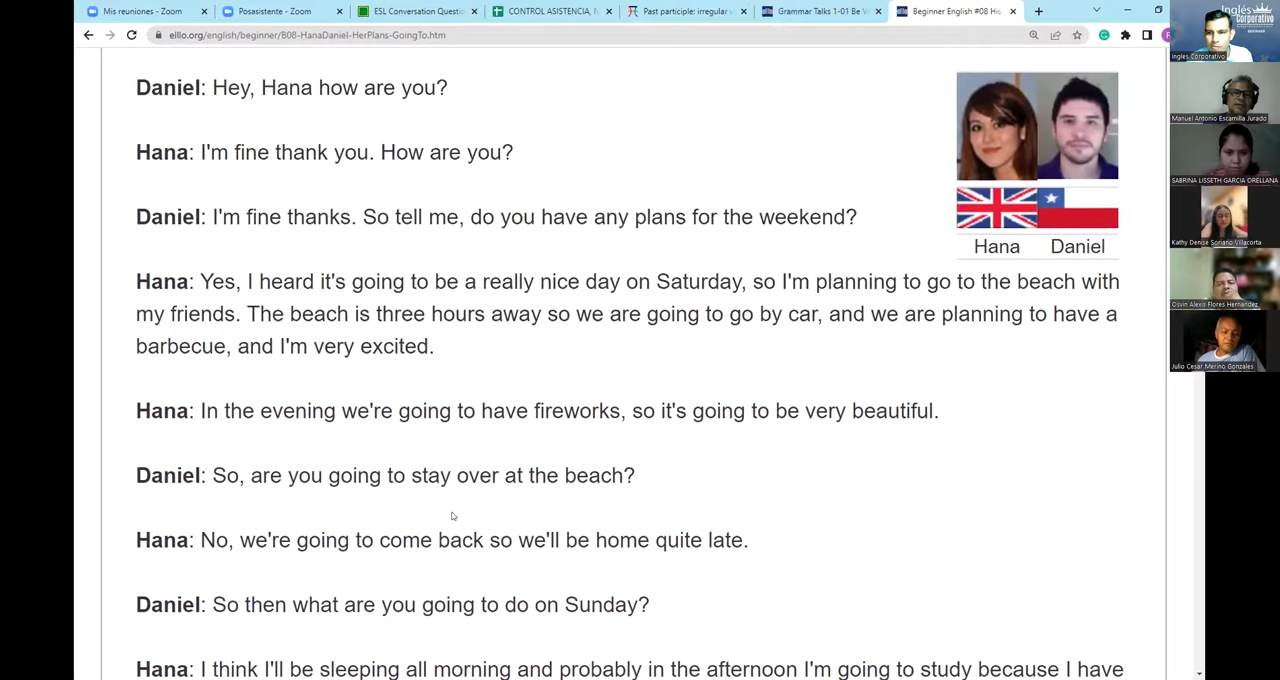 Mis reuniones - Zoom
Posasistente - Zoom
ESL Conversation Questi
CONTROL ASISTENCIA,
Past participle: irregular
Grammar Talks 1-01 Be
Beginner English #08 His
elllo.org/english/beginner/B08-HanaDaniel-HerPlans-GoingTo.htm
Daniel: Hey, Hana how are you?
Hana: I'm fine thank you. How are you?
Daniel: I'm fine thanks. So tell me, do you have any plans for the weekend?
Hana Daniel
Hana: Yes, I heard it's going to be a really nice day on Saturday, so I'm planning to go to the beach with
my friends. The beach is three hours away so we are going to go by car, and we are planning to have a
barbecue, and I'm very excited.
Hana: In the evening we're going to have fireworks, so it's going to be very beautiful.
Daniel: So, are you going to stay over at the beach?
Hana: No, we're going to come back so we'll be home quite late.
Daniel: So then what are you going to do on Sunday?
Hana: I think I'll be sleeping all morning and probably in the afternoon I'm going to study because I have
Inglés
Corporativo
Ingles Corporativo
Manuel Antonio Escamilla Jurado
SABRINA LISSETH GARCIA ORELLANA
Kathy Denise Soriano Villacorta
Osvin Alexis Flores Hernandez
Julio Cesar Merino Gonzales